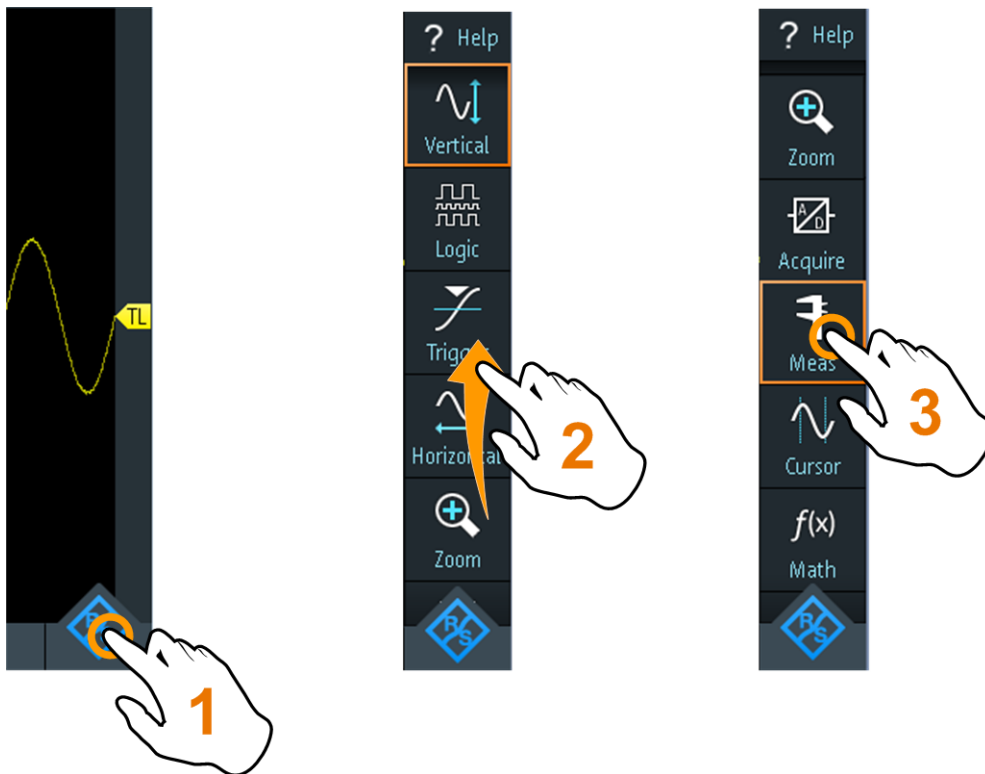 TL
R S
1
? Help
Vertical
Logic
Trigger
Horizontal
Zoom
R S
2
? Help
Zoom
A D
Acquire
Meas
Cursor
f(x)
Math
R S
3